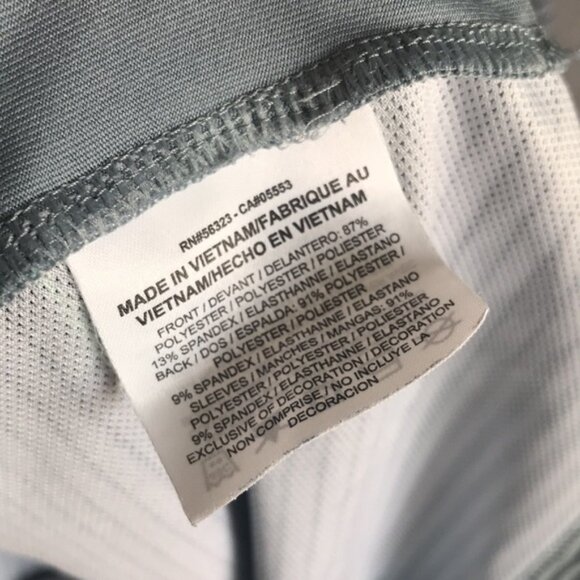 RN#56323 - CA#05553
MADE IN VIETNAM/FABRIQUE AU
VIETNAM/HECHO EN VIETNAM
FRONT / DEVANT / DELANTERO: 87%
POLYESTER / POLYESTER / POLIESTER
13% SPANDEX / ELASTHANNE / ELASTANO
BACK / DOS / ESPALDA: 91% POLYESTER /
POLYESTER / POLIESTER
9% SPANDEX / ELASTHANNE / ELASTANO
SLEEVES / MANCHES / MANGAS: 91%
POLYESTER / POLYESTER / POLIESTER
9% SPANDEX / ELASTHANNE / ELASTANO
EXCLUSIVE OF DECORATION / DECORATION
NON COMPRISE / NO INCLUYE LA
DECORACION